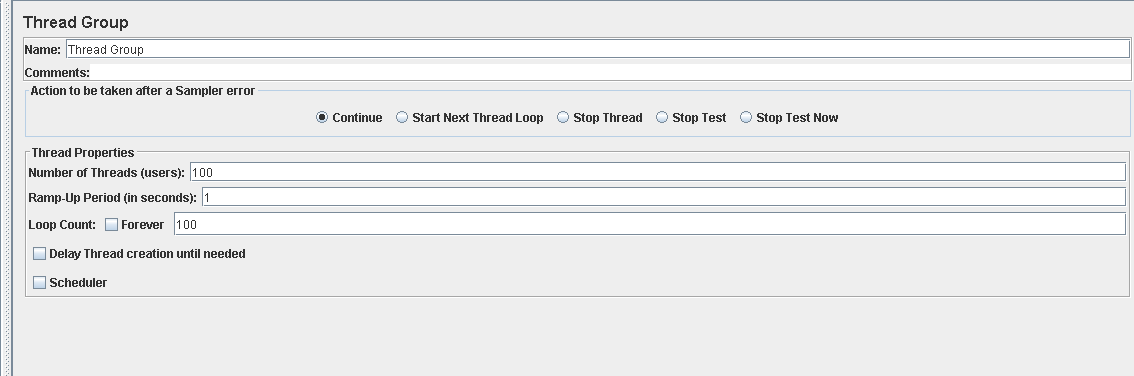 Thread Group
Name: Thread Group
Comments:
Action to be taken after a Sampler error
Continue Start Next Thread Loop Stop Thread Stop Test Stop Test Now
Thread Properties
Number of Threads (users): 100
Ramp-Up Period (in seconds): 1
Loop Count: Forever 100
Delay Thread creation until needed
Scheduler